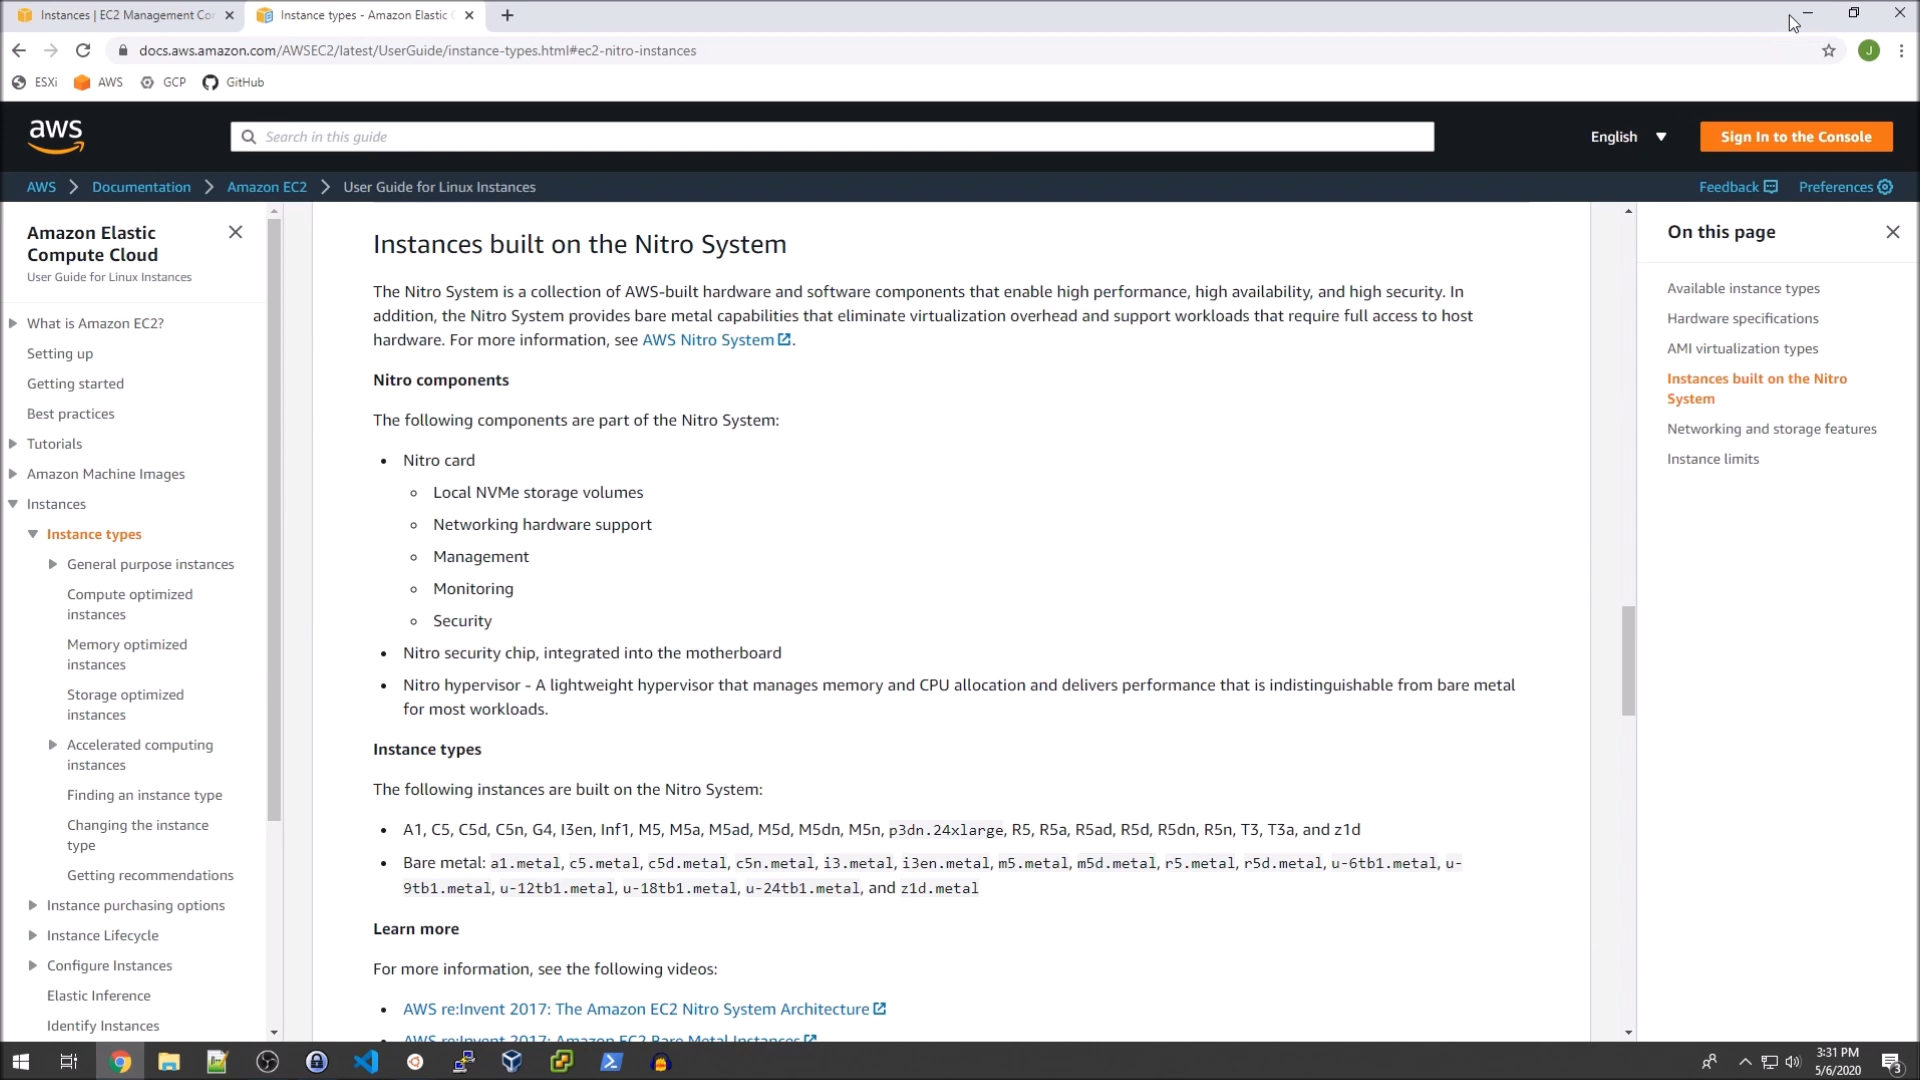 Instances | EC2 Management Co
Instance types - Amazon Elastic
docs.aws.amazon.com/AWSEC2/latest/UserGuide/instance-types.html#ec2-nitro-instances
J
ESXi
AWS
GCP
GitHub
aws
Search in this guide
English
Sign In to the Console
AWS
Documentation
Amazon EC2
User Guide for Linux Instances
Feedback
Preferences
Amazon Elastic
Compute Cloud
User Guide for Linux Instances
What is Amazon EC2?
Setting up
Getting started
Best practices
Tutorials
Amazon Machine Images
Instances
Instance types
General purpose instances
Compute optimized
instances
Memory optimized
instances
Storage optimized
instances
Accelerated computing
instances
Finding an instance type
Changing the instance
type
Getting recommendations
Instance purchasing options
Instance Lifecycle
Configure Instances
Elastic Inference
Identify Instances
Instances built on the Nitro System
The Nitro System is a collection of AWS-built hardware and software components that enable high performance, high availability, and high security. In
addition, the Nitro System provides bare metal capabilities that eliminate virtualization overhead and support workloads that require full access to host
hardware. For more information, see AWS Nitro System.
Nitro components
The following components are part of the Nitro System:
Nitro card
Local NVMe storage volumes
Networking hardware support
Management
Monitoring
Security
Nitro security chip, integrated into the motherboard
Nitro hypervisor - A lightweight hypervisor that manages memory and CPU allocation and delivers performance that is indistinguishable from bare metal
for most workloads.
Instance types
The following instances are built on the Nitro System:
A1, C5, C5d, C5n, G4, I3en, Inf1, M5, M5a, M5ad, M5d, M5dn, M5n, p3dn.24xlarge, R5, R5a, R5ad, R5d, R5dn, R5n, T3, T3a, and z1d
Bare metal: a1.metal, c5.metal, c5d.metal, c5n.metal, i3.metal, i3en.metal, m5.metal, m5d.metal, r5.metal, r5d.metal, u-6tb1.metal, u-
9tb1.metal, u-12tb1.metal, u-18tb1.metal, u-24tb1.metal, and z1d.metal
Learn more
For more information, see the following videos:
AWS re:Invent 2017: The Amazon EC2 Nitro System Architecture
AWS re:Invent 2017: Amazon EC2 Bare Metal Instances
On this page
Available instance types
Hardware specifications
AMI virtualization types
Instances built on the Nitro
System
Networking and storage features
Instance limits
3:31 PM
5/6/2020
3